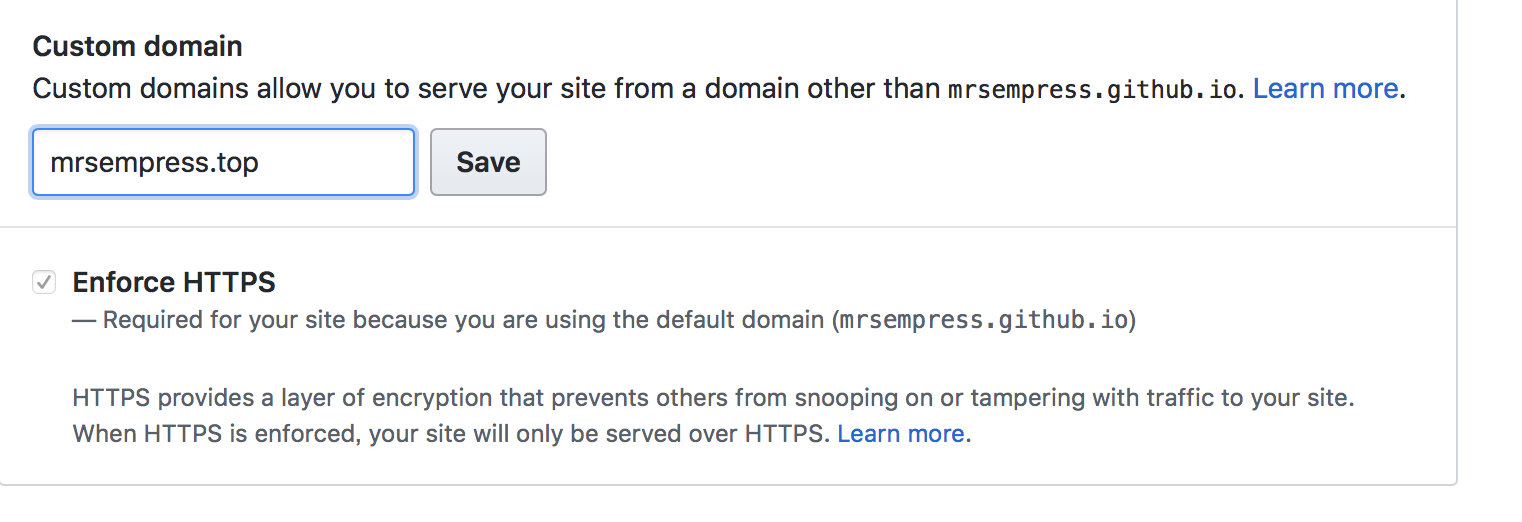 Custom domain
Custom domains allow you to serve your site from a domain other than mrsempress.github.io. Learn more.
mrsempress.top Save
Enforce HTTPS
— Required for your site because you are using the default domain (mrsempress.github.io)
HTTPS provides a layer of encryption that prevents others from snooping on or tampering with traffic to your site.
When HTTPS is enforced, your site will only be served over HTTPS. Learn more.